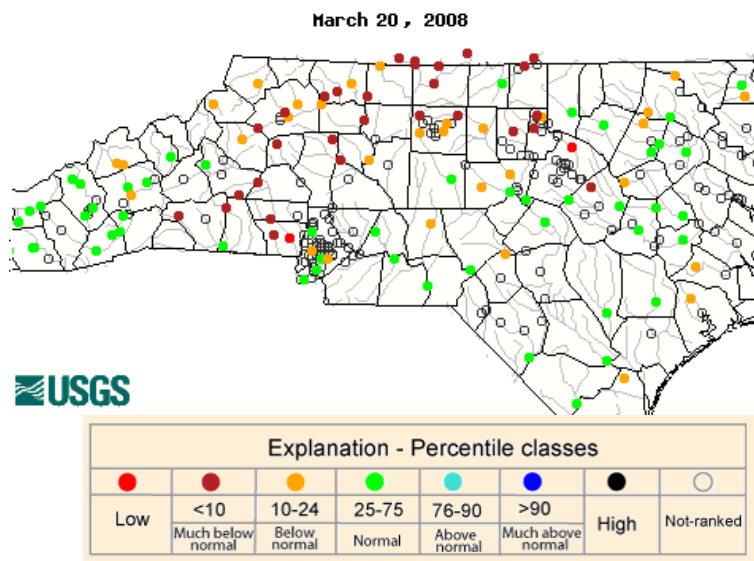 March 20 , 2008
USGS
Explanation - Percentile classes
Low
<10
Much below
normal
10-24
Below
normal
25-75
Normal
76-90
Above
normal
>90
Much above
normal
High
Not-ranked